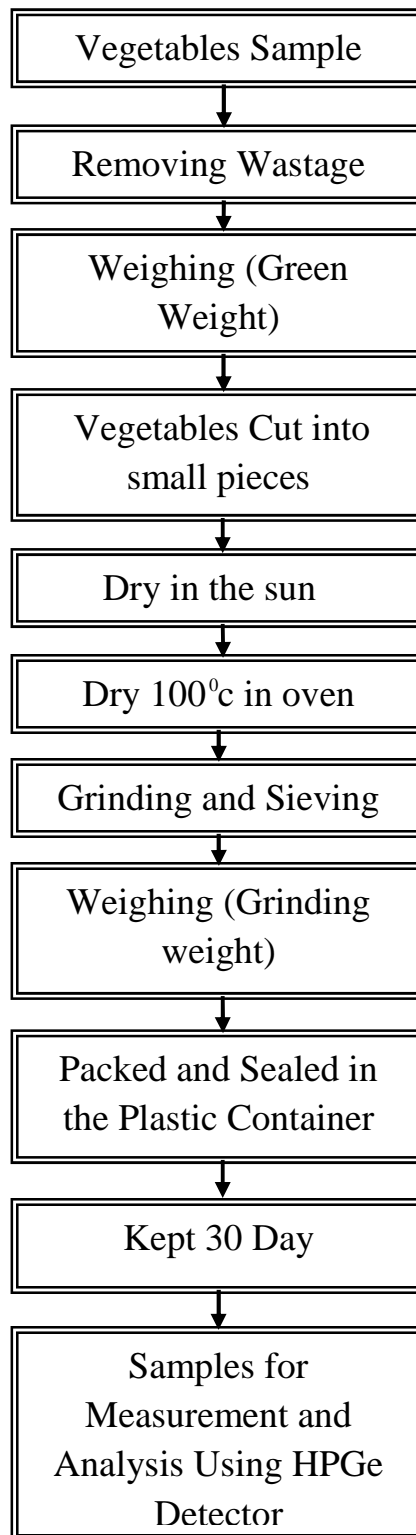 Vegetables Sample
Removing Wastage
Weighing (Green
Weight)
Vegetables Cut into
small pieces
Dry in the sun
Dry 100⁰c in oven
Grinding and Sieving
Weighing (Grinding
weight)
Packed and Sealed in
the Plastic Container
Kept 30 Day
Samples for
Measurement and
Analysis Using HPGe
Detector